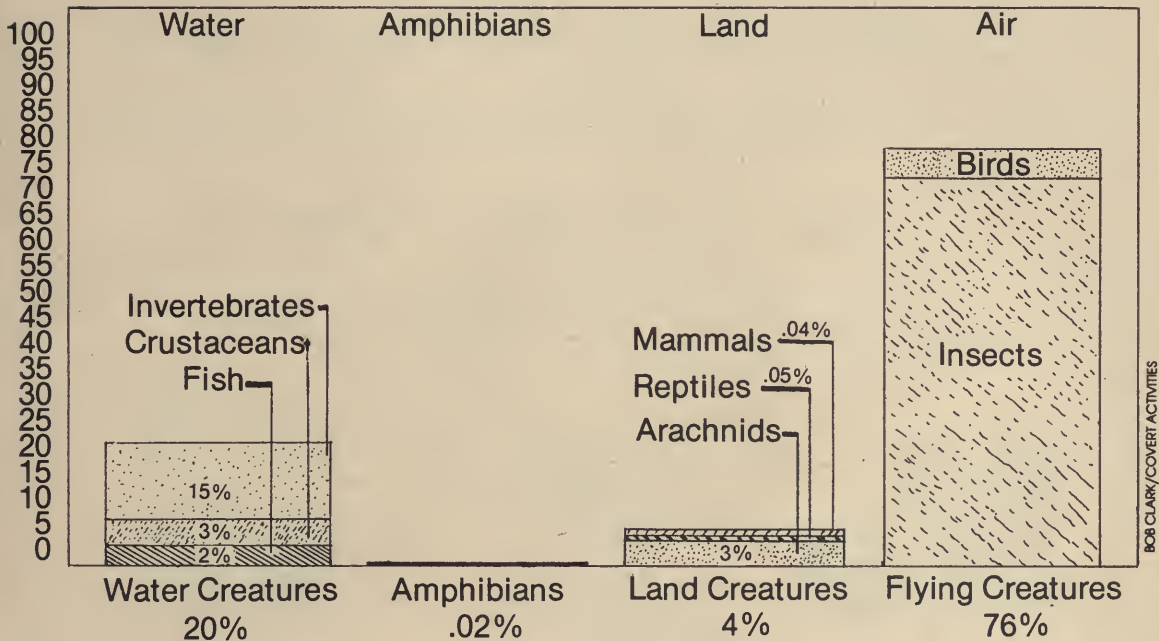 Water Amphibians Land Air
100
95
90
85
80
75
70
65
60
55
50
45
40
35
30
25
20
15
10
5
0
Invertebrates
Crustaceans
Fish
15%
3%
2%
Mammals .04%
Reptiles .05%
Arachnids
3%
Birds
Insects
Water Creatures
20%
Amphibians
.02%
Land Creatures
4%
Flying Creatures
76%
BOB CLARK/COVERT ACTIVITIES